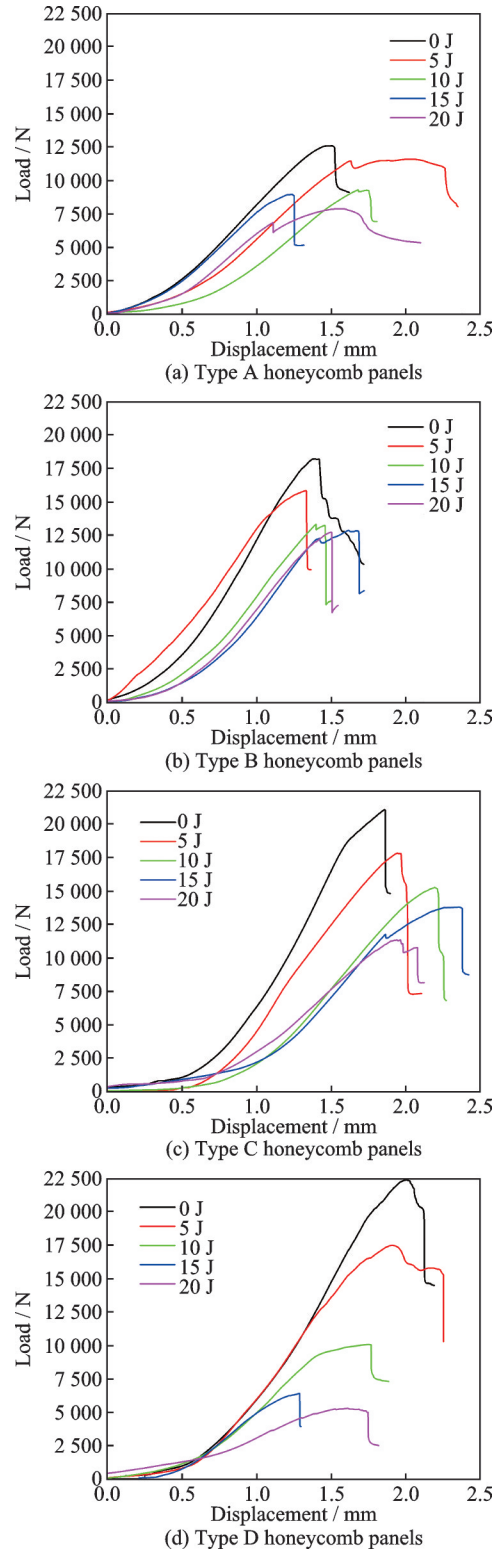 22 500
20 000
17 500
15 000
12 500
10 000
7 500
5 000
2 500
0
Load / N
0 J
5 J
10 J
15 J
20 J
0.0 0.5 1.0 1.5 2.0 2.5
Displacement / mm
(a) Type A honeycomb panels
22 500
20 000
17 500
15 000
12 500
10 000
7 500
5 000
2 500
0
Load / N
0 J
5 J
10 J
15 J
20 J
0.0 0.5 1.0 1.5 2.0 2.5
Displacement / mm
(b) Type B honeycomb panels
22 500
20 000
17 500
15 000
12 500
10 000
7 500
5 000
2 500
0
Load / N
0 J
5 J
10 J
15 J
20 J
0.0 0.5 1.0 1.5 2.0 2.5
Displacement / mm
(c) Type C honeycomb panels
22 500
20 000
17 500
15 000
12 500
10 000
7 500
5 000
2 500
0
Load / N
0 J
5 J
10 J
15 J
20 J
0.0 0.5 1.0 1.5 2.0 2.5
Displacement / mm
(d) Type D honeycomb panels